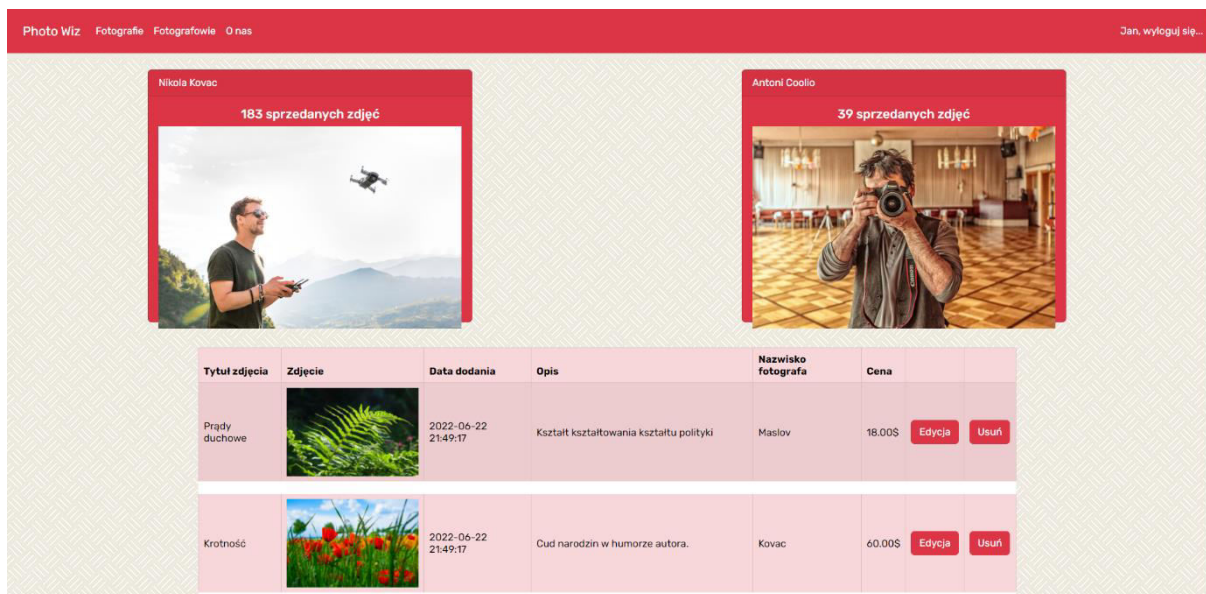 Photo Wiz Fotografie Fotografowie O nas Jan, wyloguj się...
Nikola Kovac
183 sprzedanych zdjęć
Antoni Coolio
39 sprzedanych zdjęć
Tytuł zdjęcia Zdjęcie Data dodania Opis Nazwisko fotografa Cena
Prądy duchowe 2022-06-22 21:49:17 Kształt kształtowania kształtu polityki Maslov 18.00$ Edycja Usuń
Krotność 2022-06-22 21:49:17 Cud narodzin w humorze autora. Kovac 60.00$ Edycja Usuń